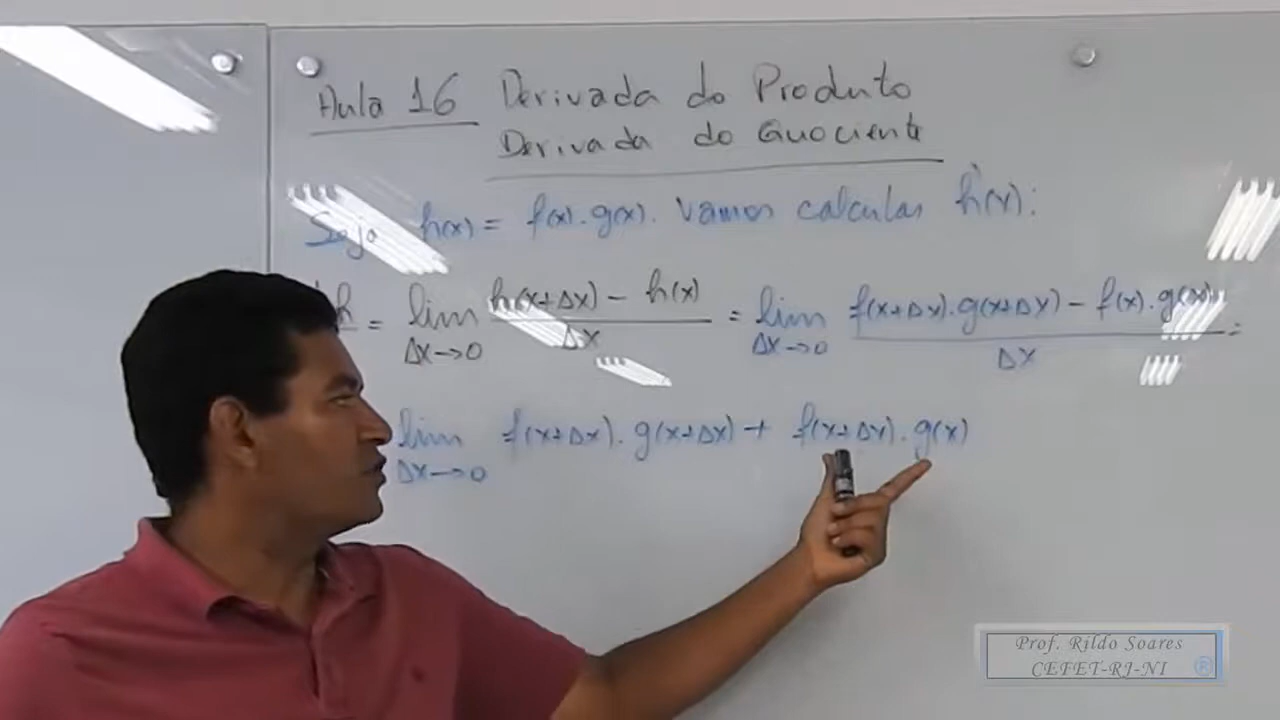 Aula 16 Derivada do Produto
Derivada do Quociente
Seja h(x) = f(x).g(x). Vamos calcular h'(x):
h = lim h(x+Δx) - h(x) = lim f(x+Δx).g(x+Δx) - f(x).g(x) =
Δx→0 Δx Δx→0 Δx
lim f(x+Δx).g(x+Δx) + f(x+Δx).g(x)
Δx→0
Prof. Rildo Soares
CEFET-RJ-NI ®